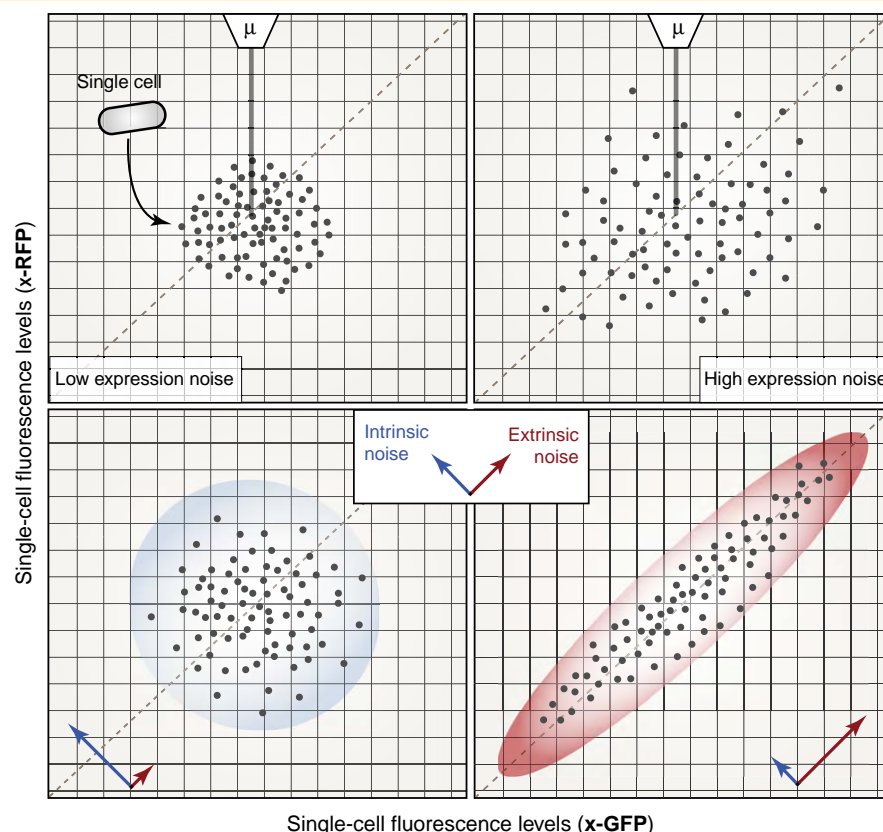 μ
μ
Single cell
Low expression noise
High expression noise
Intrinsic
noise
Extrinsic
noise
Single-cell fluorescence levels (x-RFP)
Single-cell fluorescence levels (x-GFP)